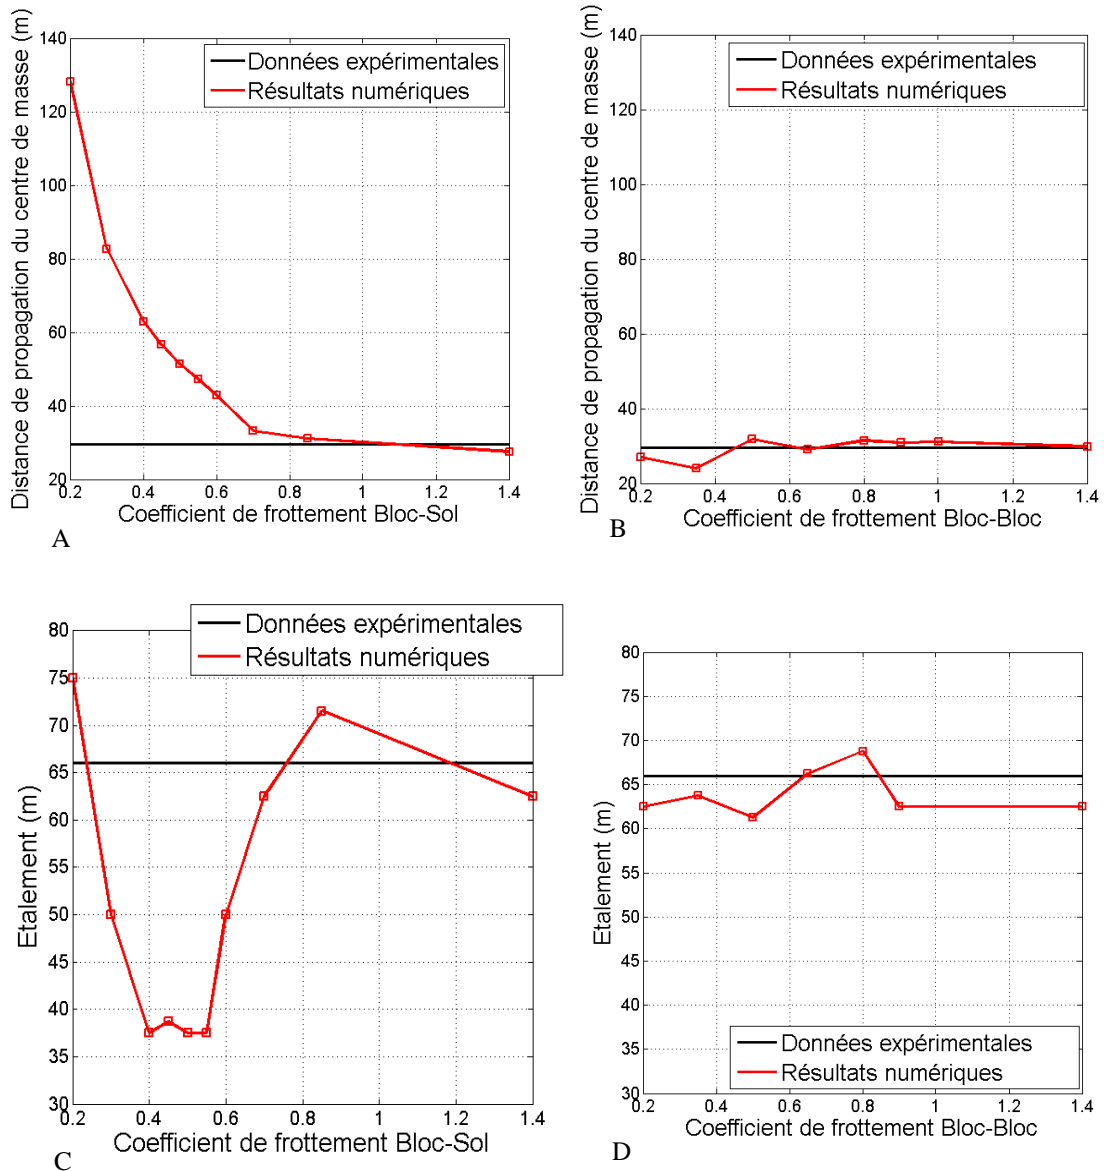 Distance de propagation du centre de masse (m)
140
120
100
80
60
40
20
0.2 0.4 0.6 0.8 1 1.2 1.4
Données expérimentales
Résultats numériques
Coefficient de frottement Bloc-Sol
A
Distance de propagation du centre de masse (m)
140
120
100
80
60
40
20
0.2 0.4 0.6 0.8 1 1.2 1.4
Données expérimentales
Résultats numériques
Coefficient de frottement Bloc-Bloc
B
Etalement (m)
80
75
70
65
60
55
50
45
40
35
30
0.2 0.4 0.6 0.8 1 1.2 1.4
Données expérimentales
Résultats numériques
Coefficient de frottement Bloc-Sol
C
Etalement (m)
80
75
70
65
60
55
50
45
40
35
30
0.2 0.4 0.6 0.8 1 1.2 1.4
Données expérimentales
Résultats numériques
Coefficient de frottement Bloc-Bloc
D